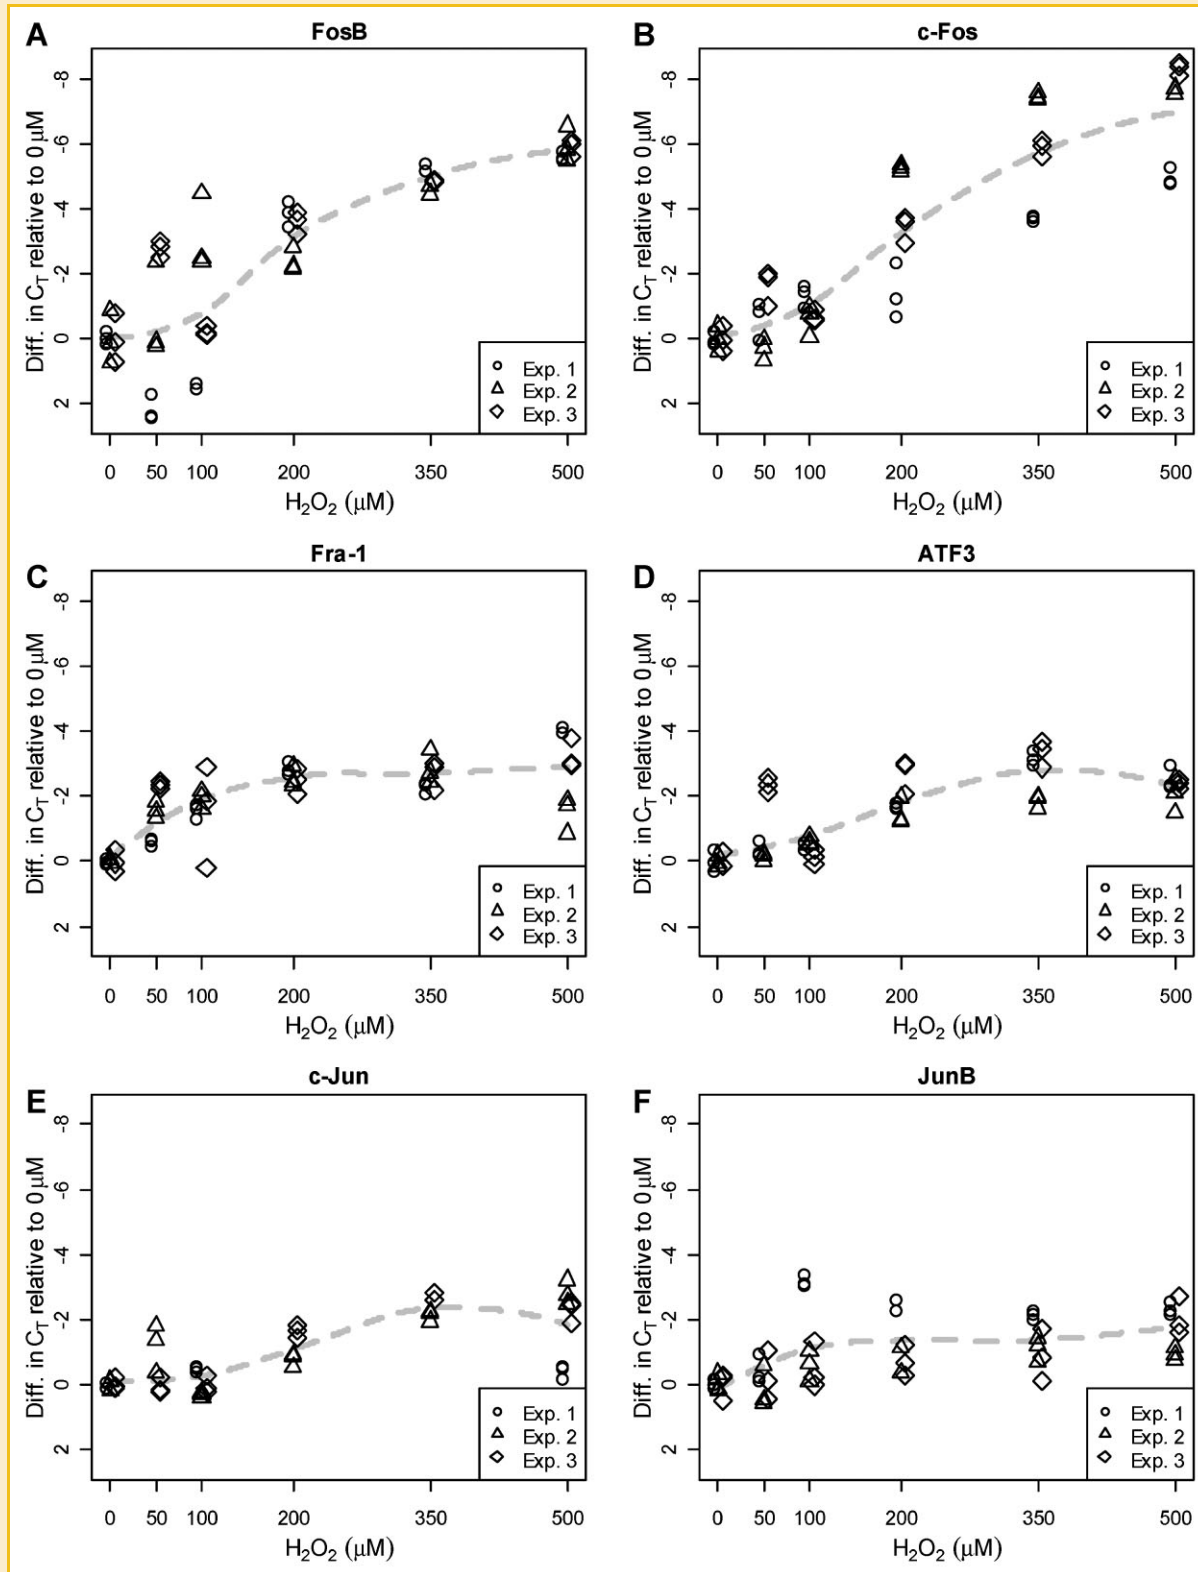 A
FosB
Diff. in CT relative to 0 µM
-8
-6
-4
-2
0
2
Exp. 1
Exp. 2
Exp. 3
0 50 100 200 350 500
H2O2 (µM)
B
c-Fos
Diff. in CT relative to 0 µM
-8
-6
-4
-2
0
2
Exp. 1
Exp. 2
Exp. 3
0 50 100 200 350 500
H2O2 (µM)
C
Fra-1
Diff. in CT relative to 0 µM
-8
-6
-4
-2
0
2
Exp. 1
Exp. 2
Exp. 3
0 50 100 200 350 500
H2O2 (µM)
D
ATF3
Diff. in CT relative to 0 µM
-8
-6
-4
-2
0
2
Exp. 1
Exp. 2
Exp. 3
0 50 100 200 350 500
H2O2 (µM)
E
c-Jun
Diff. in CT relative to 0 µM
-8
-6
-4
-2
0
2
Exp. 1
Exp. 2
Exp. 3
0 50 100 200 350 500
H2O2 (µM)
F
JunB
Diff. in CT relative to 0 µM
-8
-6
-4
-2
0
2
Exp. 1
Exp. 2
Exp. 3
0 50 100 200 350 500
H2O2 (µM)